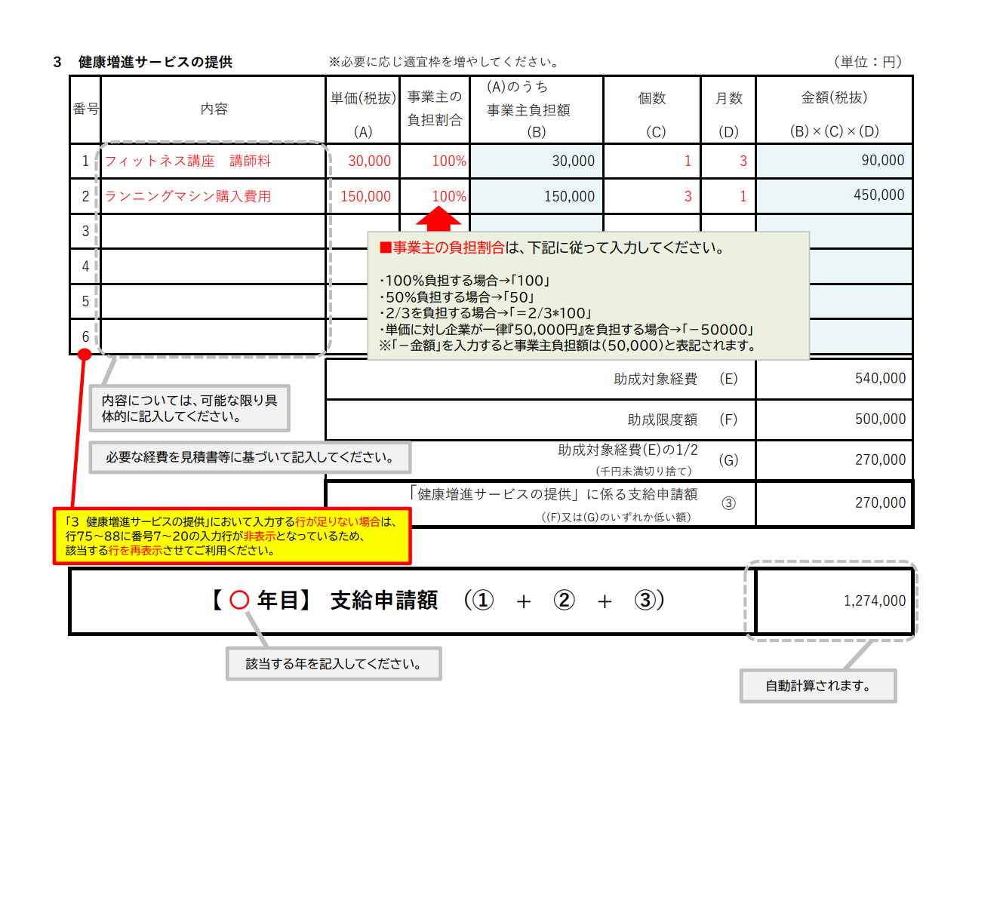 3　健康増進サービスの提供　※必要に応じ適宜枠を増やしてください。　（単位：円）
番号　内容　単価(税抜)　(A)　事業主の　負担割合　(A)のうち　事業主負担額　(B)　個数　(C)　月数　(D)　金額(税抜)　(B)×(C)×(D)
1　フィットネス講座　講師料　30,000　100%　30,000　1　3　90,000
2　ランニングマシン購入費用　150,000　100%　150,000　3　1　450,000
3
4
5
6
■事業主の負担割合は、下記に従って入力してください。
・100%負担する場合→「100」
・50%負担する場合→「50」
・2/3を負担する場合→「＝2/3*100」
・単価に対し企業が一律『50,000円』を負担する場合→「－50000」
※「－金額」を入力すると事業主負担額は(50,000)と表記されます。
助成対象経費　(E)　540,000
助成限度額　(F)　500,000
助成対象経費(E)の1/2
（千円未満切り捨て）　(G)　270,000
「健康増進サービスの提供」に係る支給申請額
（(F)又は(G)のいずれか低い額）　③　270,000
内容については、可能な限り具
体的に記入してください。
必要な経費を見積書等に基づいて記入してください。
「3　健康増進サービスの提供」において入力する行が足りない場合は、
行75～88に番号7～20の入力行が非表示となっているため、
該当する行を再表示させてご利用ください。
【 〇 年目】　支給申請額　（①　＋　②　＋　③）　1,274,000
該当する年を記入してください。
自動計算されます。